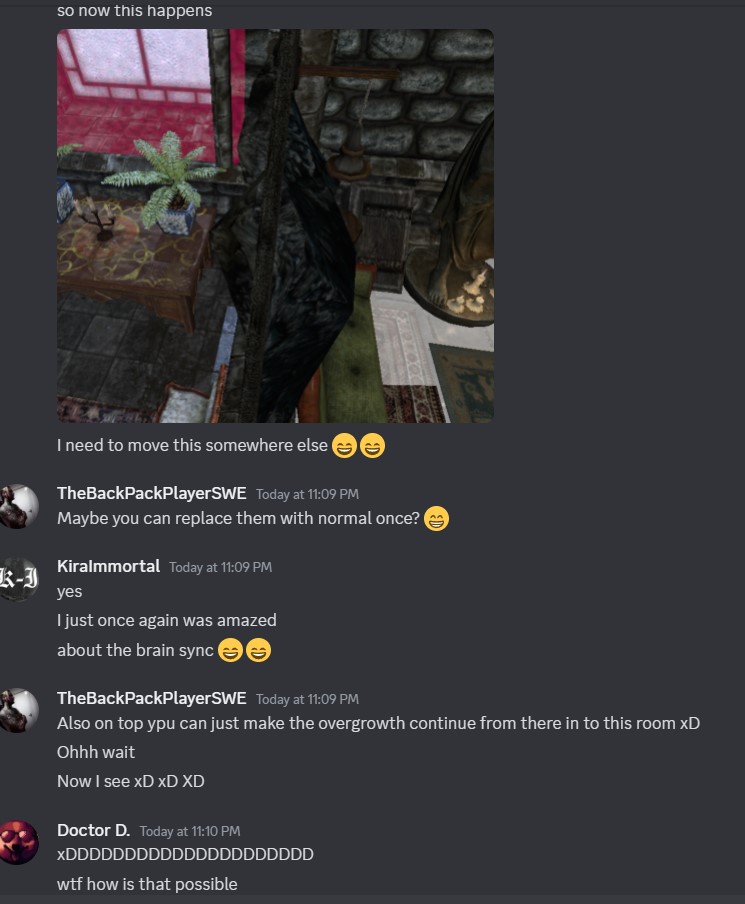 so now this happens
I need to move this somewhere else 😄😄
TheBackPackPlayerSWE Today at 11:09 PM
Maybe you can replace them with normal once? 😄
K-I
KiraImmortal Today at 11:09 PM
yes
I just once again was amazed
about the brain sync 😄😄
TheBackPackPlayerSWE Today at 11:09 PM
Also on top ypu can just make the overgrowth continue from there in to this room xD
Ohhh wait
Now I see xD xD XD
Doctor D. Today at 11:10 PM
xDDDDDDDDDDDDDDDDDDDDD
wtf how is that possible